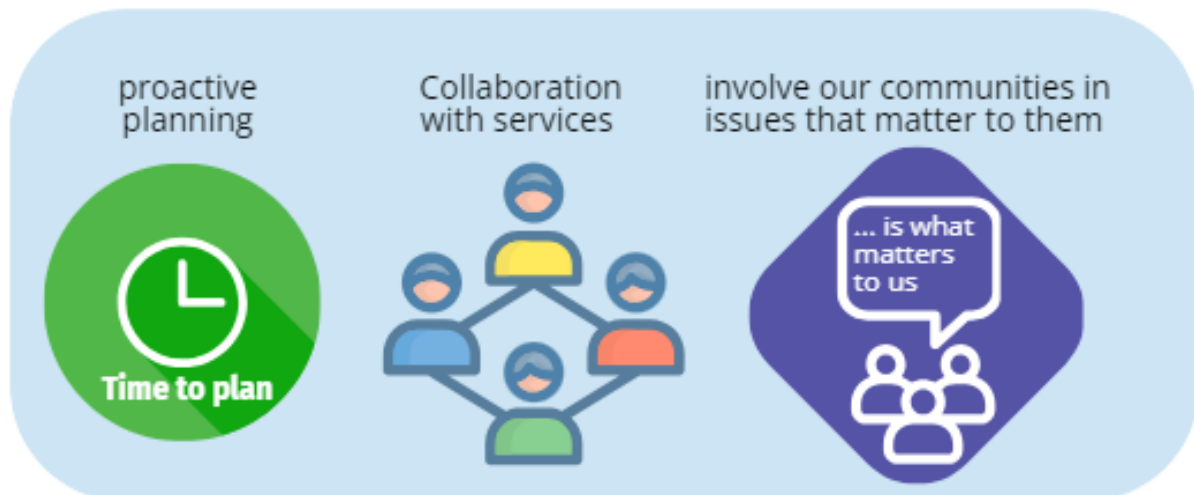 proactive
planning
Time to plan
Collaboration
with services
involve our communities in
issues that matter to them
... is what
matters
to us